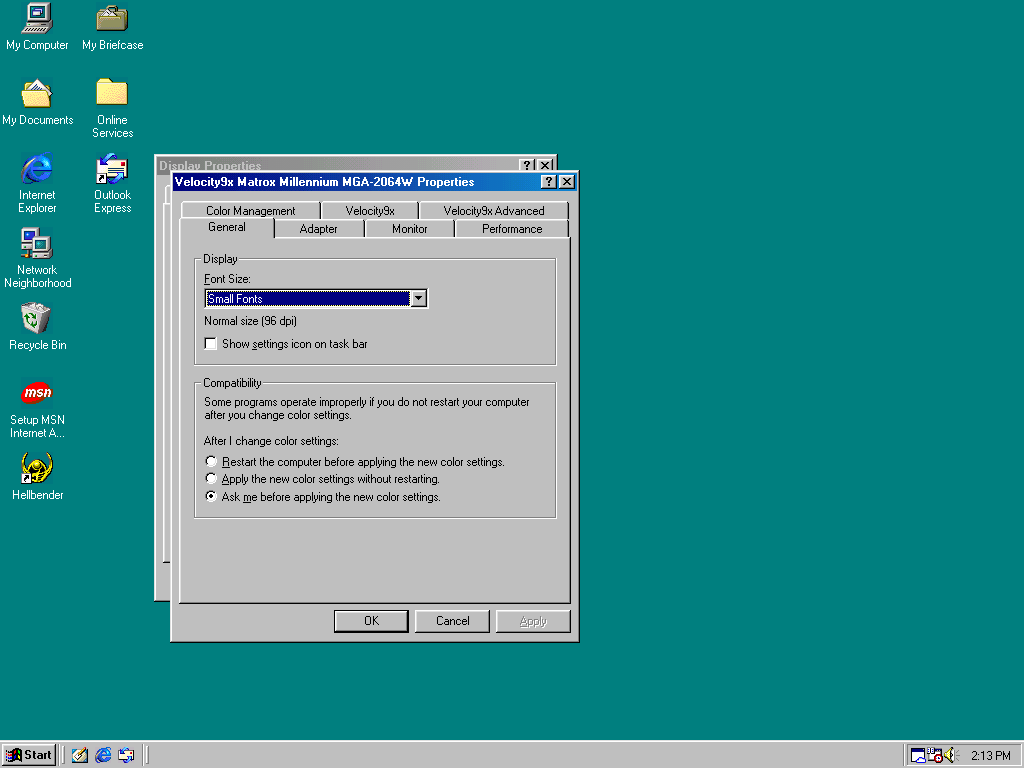 My Computer
My Briefcase
My Documents
Online
Services
Internet
Explorer
Outlook
Express
Network
Neighborhood
Recycle Bin
msn
Setup MSN
Internet A...
Hellbender
Display Properties
Velocity9x Matrox Millennium MGA-2064W Properties
Color Management
Velocity9x
Velocity9x Advanced
General
Adapter
Monitor
Performance
Display
Font Size:
Small Fonts
Normal size (96 dpi)
Show settings icon on task bar
Compatibility
Some programs operate improperly if you do not restart your computer
after you change color settings.
After I change color settings:
Restart the computer before applying the new color settings.
Apply the new color settings without restarting.
Ask me before applying the new color settings.
OK
Cancel
Apply
Start
2:13 PM